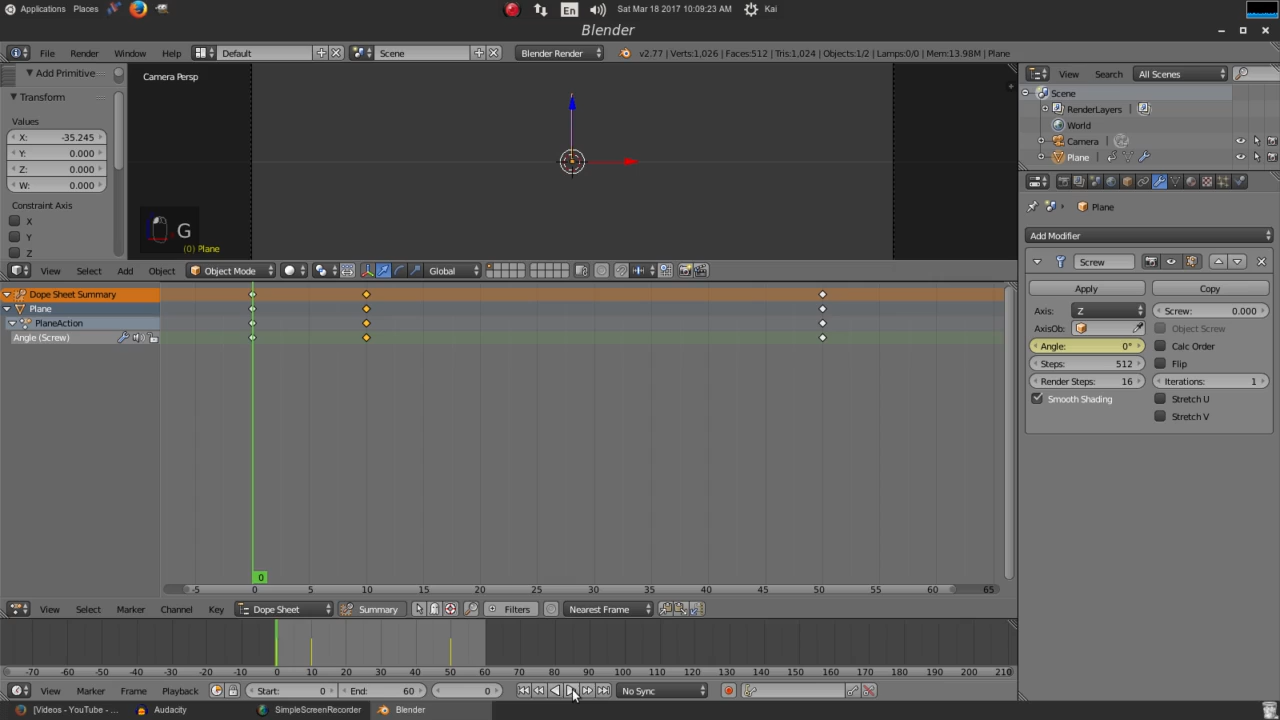 Applications Places En Sat Mar 18 2017 10:09:23 AM Kai
Blender
File Render Window Help Default Scene Blender Render v2.77 | Verts:1,026 | Faces:512 | Tris:1,024 | Objects:1/2 | Lamps:0/0 | Mem:13.98M | Plane
Add Primitive
Transform
Values
X: -35.245
Y: 0.000
Z: 0.000
W: 0.000
Constraint Axis
X
Y
Z
Camera Persp
G
(0) Plane
View Search All Scenes
Scene
RenderLayers
World
Camera
Plane
Plane
Add Modifier
Screw
Apply Copy
Axis: Z Screw: 0.000
AxisOb: Object Screw
Angle: 0° Calc Order
Steps: 512 Flip
Render Steps: 16 Iterations: 1
Smooth Shading Stretch U
Stretch V
View Select Add Object Object Mode Global
Dope Sheet Summary
Plane
PlaneAction
Angle (Screw)
0
-5 0 5 10 15 20 25 30 35 40 45 50 55 60 65
View Select Marker Channel Key Dope Sheet Summary Filters Nearest Frame
-70 -60 -50 -40 -30 -20 -10 0 10 20 30 40 50 60 70 80 90 100 110 120 130 140 150 160 170 180 190 200 210
View Marker Frame Playback Start: 0 End: 60 0 No Sync
[Videos - YouTube - ... Audacity SimpleScreenRecorder Blender